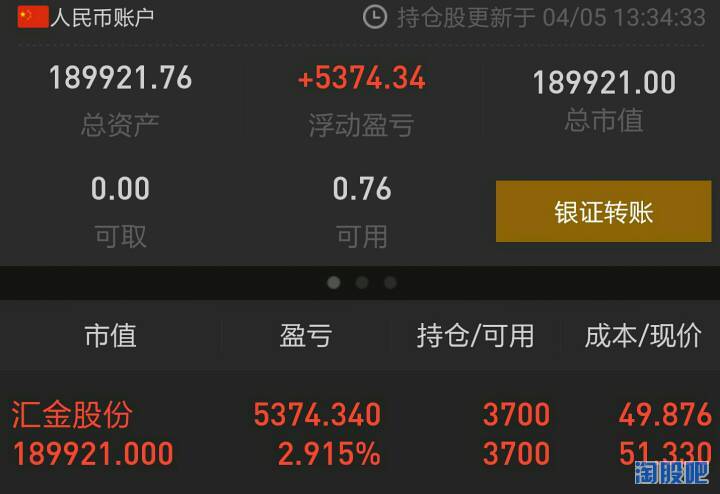 人民币账户 持仓股更新于 04/05 13:34:33
189921.76 +5374.34 189921.00
总资产 浮动盈亏 总市值
0.00 0.76 银证转账
可取 可用
市值 盈亏 持仓/可用 成本/现价
汇金股份 5374.340 3700 49.876
189921.000 2.915% 3700 51.330
淘股吧